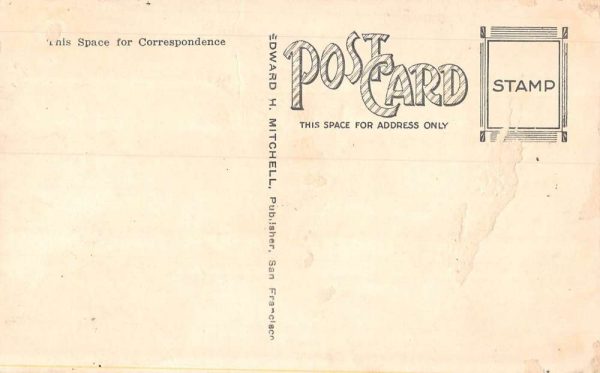 This Space for Correspondence
EDWARD H. MITCHELL, Publisher, San Francisco
POST CARD
THIS SPACE FOR ADDRESS ONLY
STAMP